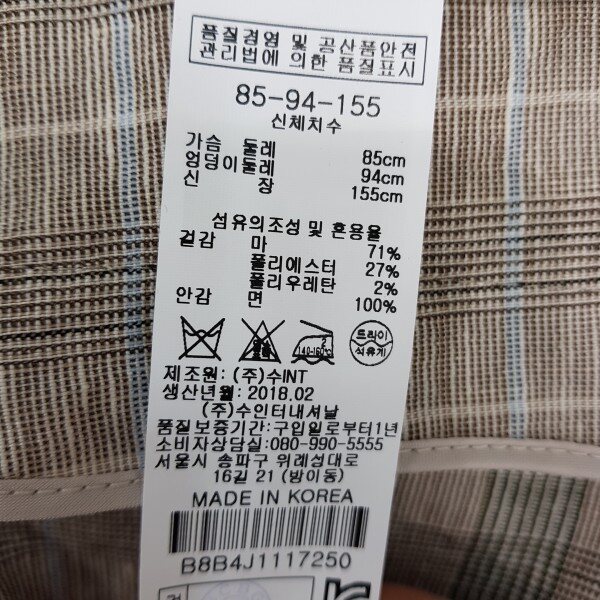 품질경영 및 공산품안전
관리법에 의한 품질표시
85-94-155
신체치수
가슴 둘레 85cm
엉덩이둘레 94cm
신 장 155cm
섬유의조성 및 혼용율
겉감 마 71%
폴리에스터 27%
폴리우레탄 2%
안감 면 100%
140-160℃
드라이
석유계
제조원: (주)수INT
생산년월: 2018.02
(주)수인터내셔날
품질보증기간:구입일로부터1년
소비자상담실:080-990-5555
서울시 송파구 위례성대로
16길 21 (방이동)
MADE IN KOREA
B8B4J1117250